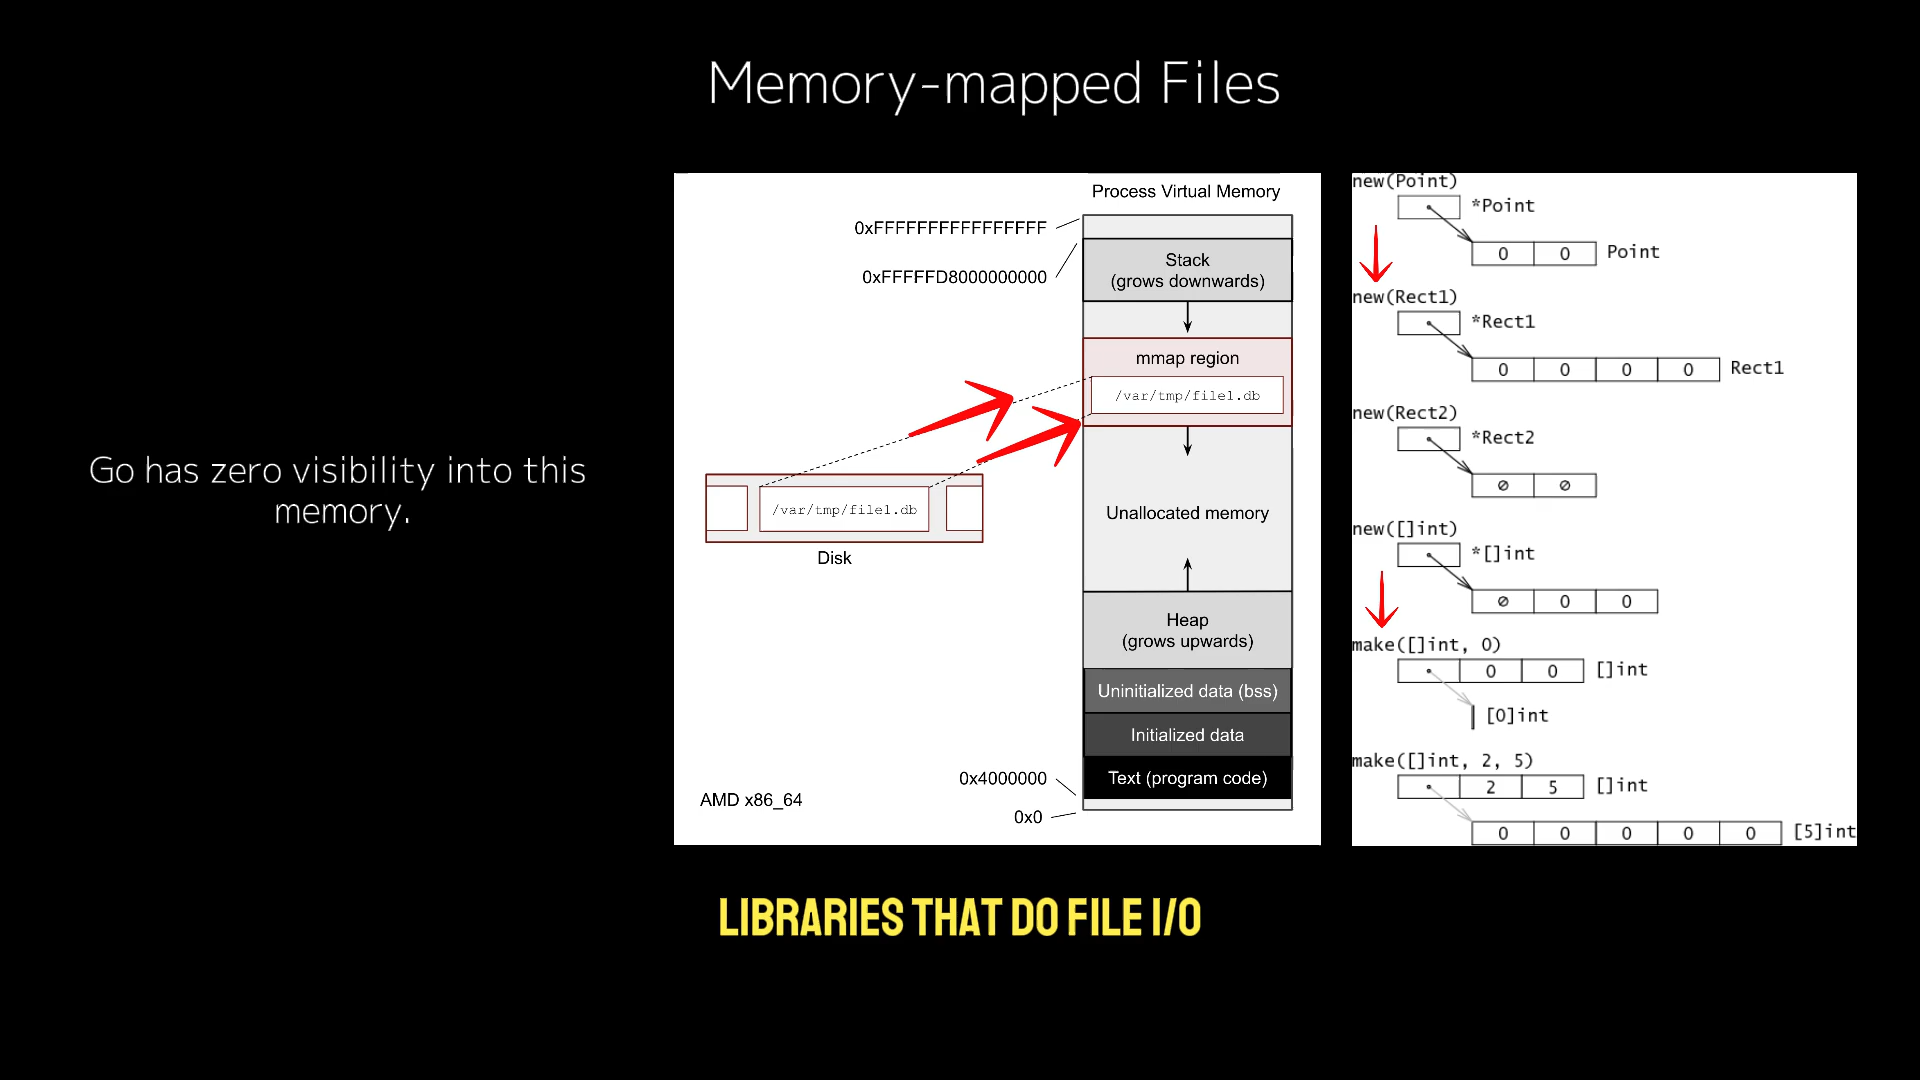 Memory-mapped Files
Go has zero visibility into this
memory.
Process Virtual Memory
0xFFFFFFFFFFFFFFFF
0xFFFFFD8000000000
Stack
(grows downwards)
mmap region
/var/tmp/file1.db
/var/tmp/file1.db
Disk
Unallocated memory
Heap
(grows upwards)
Uninitialized data (bss)
Initialized data
Text (program code)
0x4000000
0x0
AMD x86_64
new(Point)
*Point
0 0 Point
new(Rect1)
*Rect1
0 0 0 0 Rect1
new(Rect2)
*Rect2
∅ ∅
new([]int)
*[]int
∅ 0 0
make([]int, 0)
0 0 []int
[0]int
make([]int, 2, 5)
2 5 []int
0 0 0 0 0 [5]int
LIBRARIES THAT DO FILE I/O